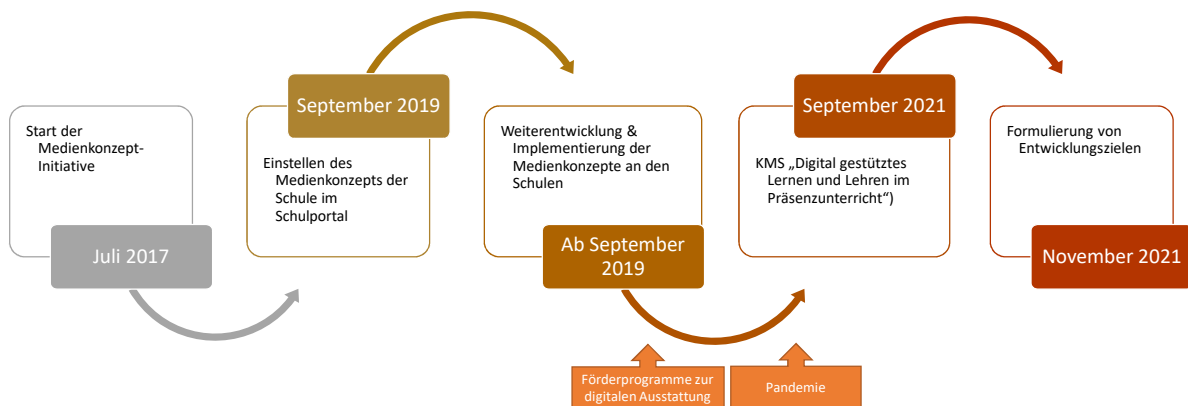 Start der
Medienkonzept-
Initiative
Juli 2017
September 2019
Einstellen des
Medienkonzepts der
Schule im
Schulportal
Weiterentwicklung &
Implementierung der
Medienkonzepte an den
Schulen
Ab September
2019
September 2021
KMS „Digital gestütztes
Lernen und Lehren im
Präsenzunterricht“)
Formulierung von
Entwicklungszielen
November 2021
Förderprogramme zur
digitalen Ausstattung
Pandemie